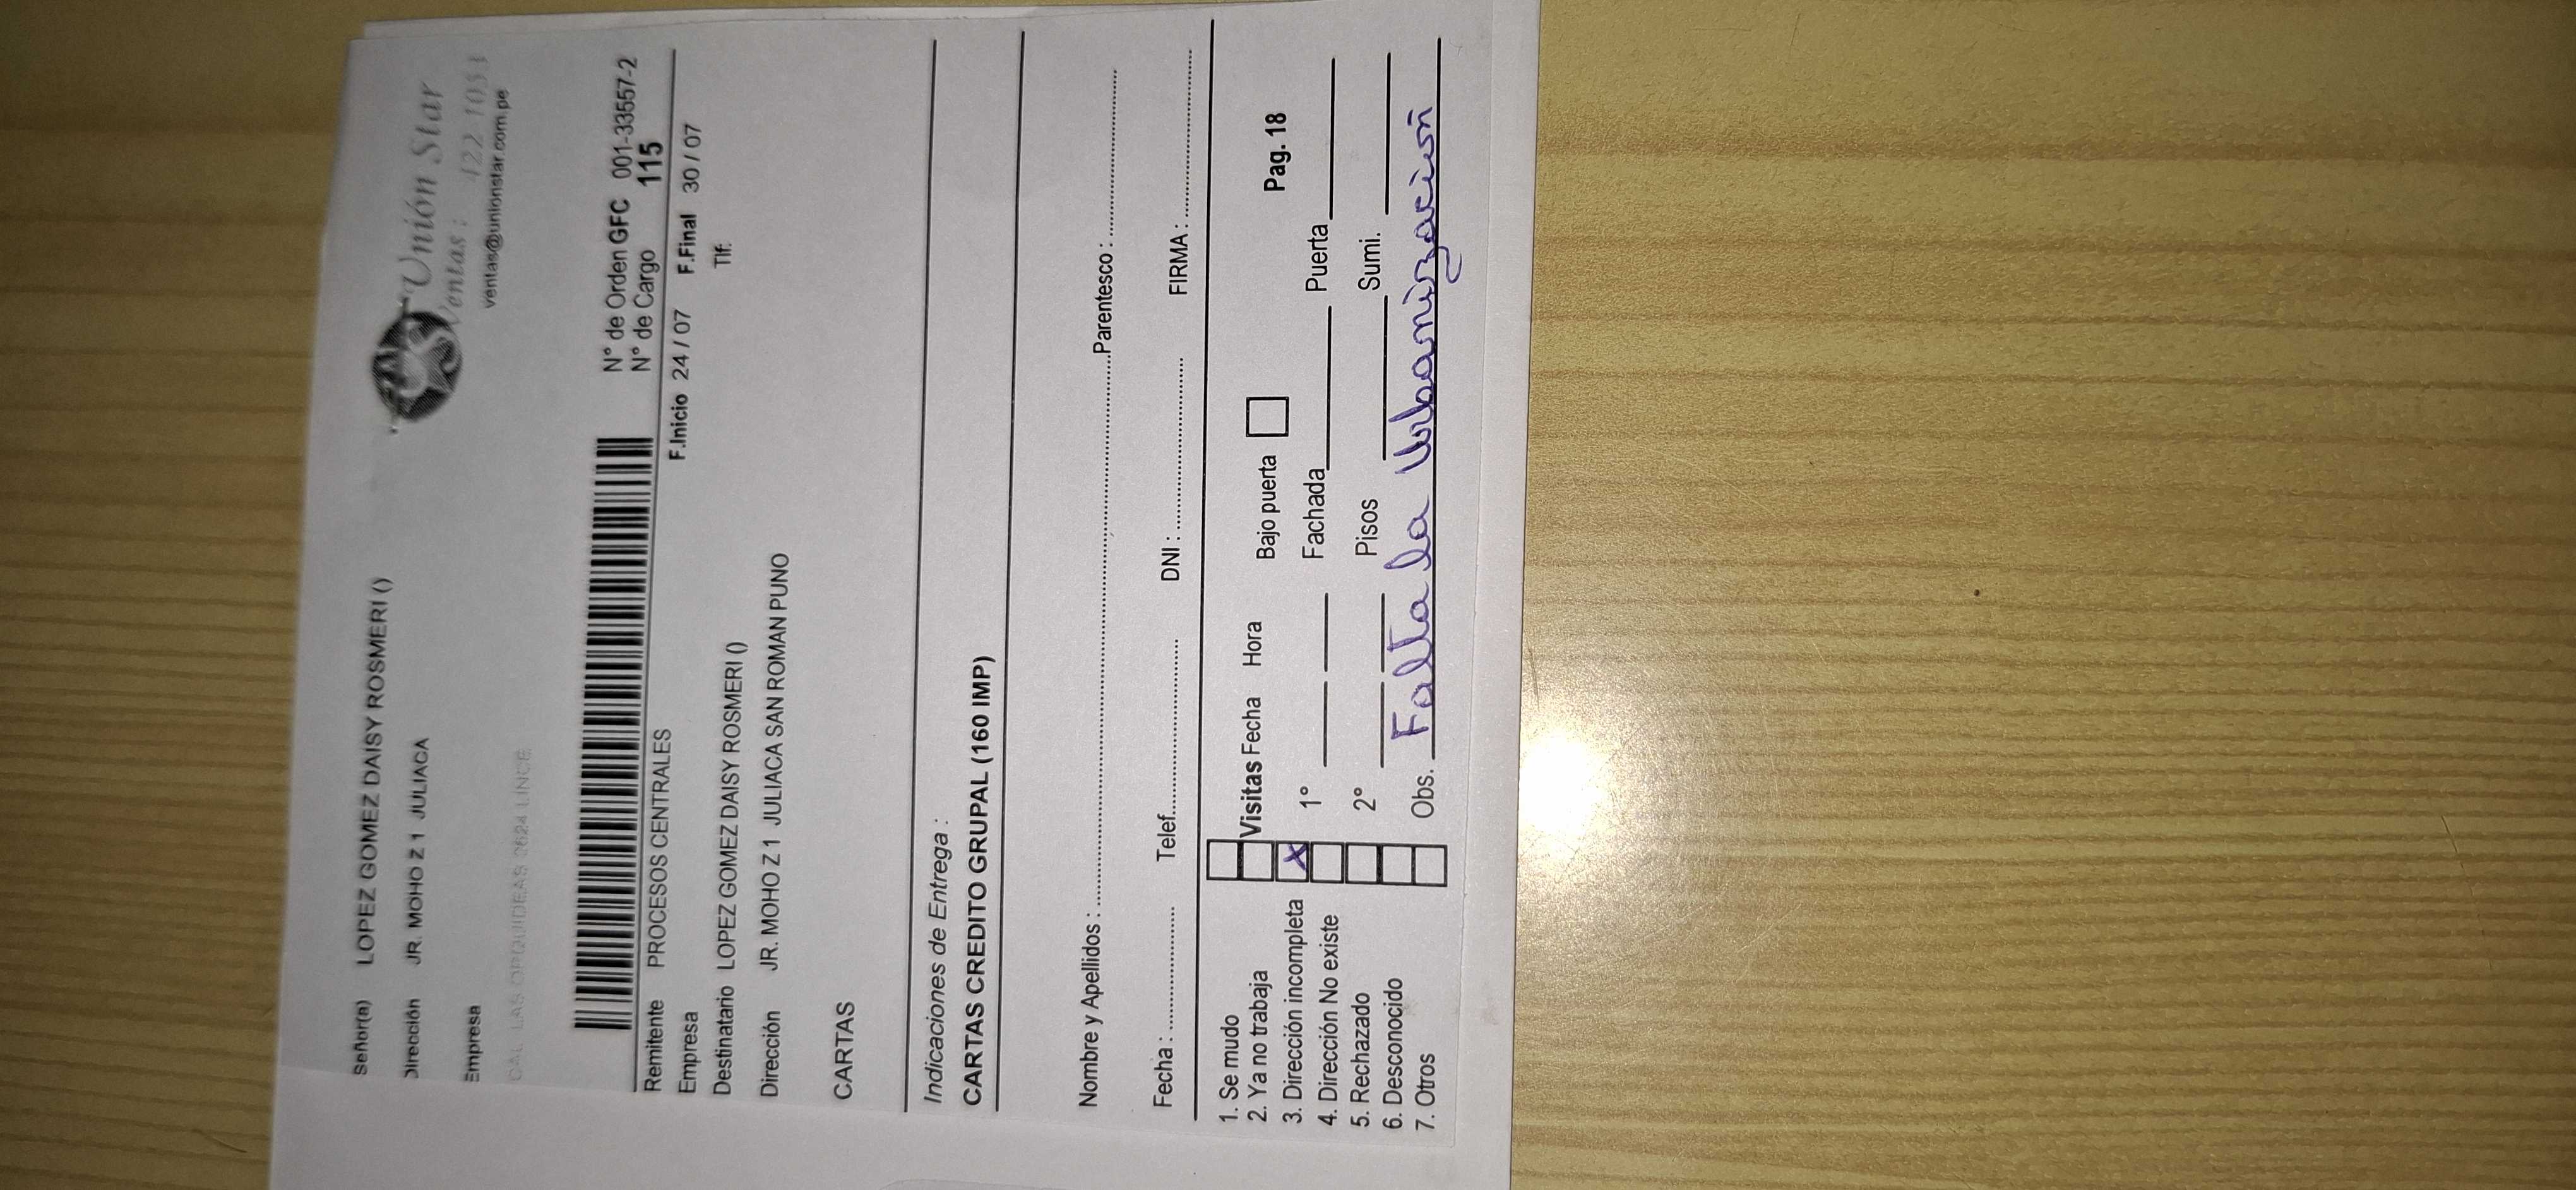 Señor(a) LOPEZ GOMEZ DAISY ROSMERI ()
Dirección JR. MOHO Z 1 JULIACA
Empresa
CAL. LAS ORQUIDEAS 2624 LINCE
Unión Star
Ventas : 422 1053
ventas@unionstar.com.pe
N° de Orden GFC 001-33557-2
N° de Cargo 115
Remitente PROCESOS CENTRALES F.Inicio 24 / 07 F.Final 30 / 07
Empresa Tlf:
Destinatario LOPEZ GOMEZ DAISY ROSMERI ()
Dirección JR. MOHO Z 1 JULIACA SAN ROMAN PUNO
CARTAS
Indicaciones de Entrega :
CARTAS CREDITO GRUPAL (160 IMP)
Nombre y Apellidos : Parentesco :
Fecha : Telef. DNI : FIRMA :
1. Se mudo
2. Ya no trabaja Visitas Fecha Hora Bajo puerta Pag. 18
3. Dirección incompleta X 1° Fachada Puerta
4. Dirección No existe
5. Rechazado 2° Pisos Sumi.
6. Desconocido
7. Otros Obs. Falta la Urbanización